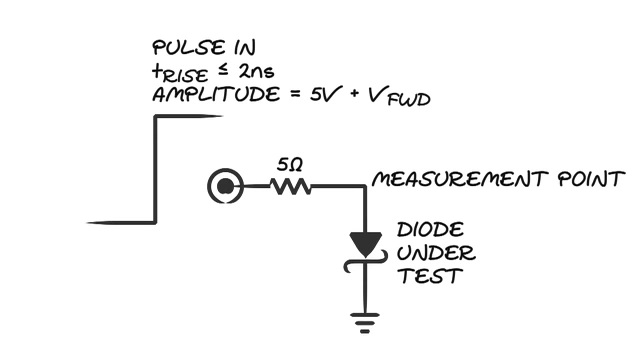 PULSE IN
tRISE ≤ 2ns
AMPLITUDE = 5V + VFWD
5Ω
MEASUREMENT POINT
DIODE
UNDER
TEST